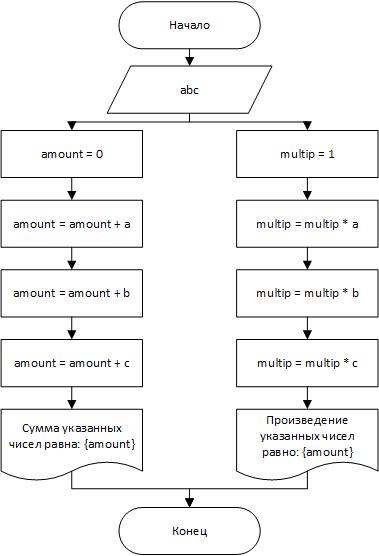 Начало
abc
amount = 0
multip = 1
amount = amount + a
multip = multip * a
amount = amount + b
multip = multip * b
amount = amount + c
multip = multip * c
Сумма указанных
чисел равна: {amount}
Произведение
указанных чисел
равно: {amount}
Конец